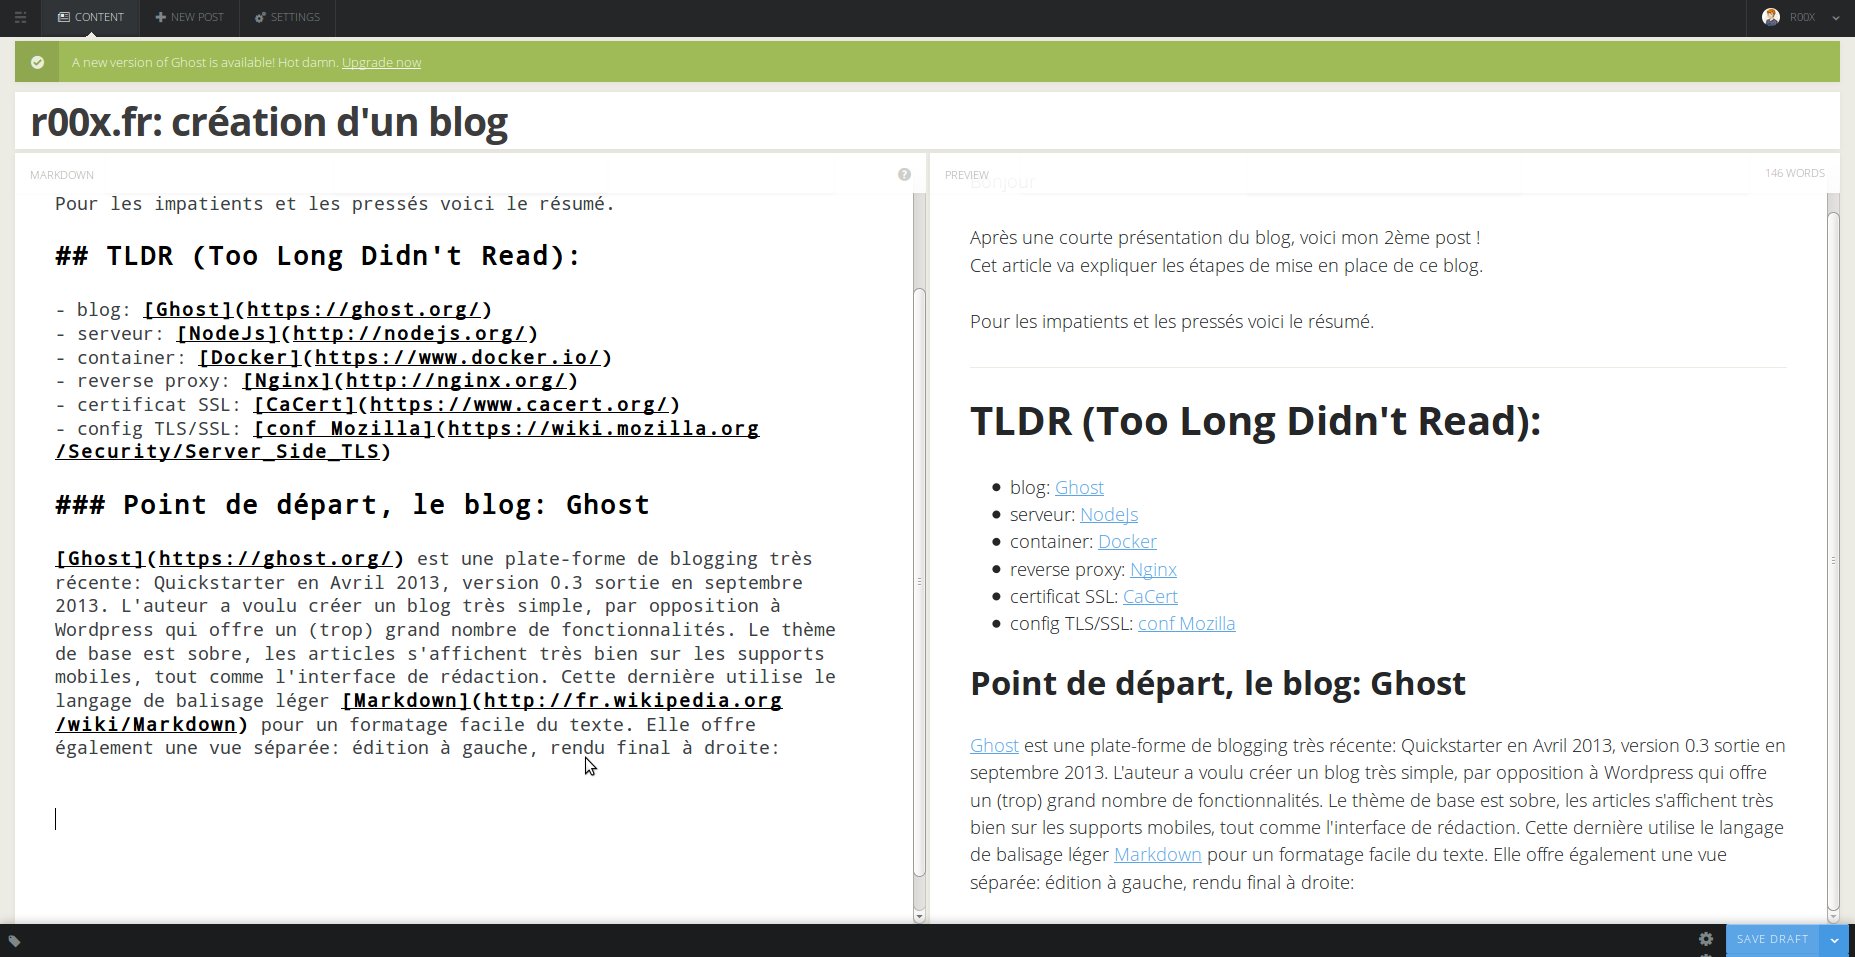 CONTENT
NEW POST
SETTINGS
R00X
A new version of Ghost is available! Hot damn. Upgrade now
r00x.fr: création d'un blog
MARKDOWN
Pour les impatients et les pressés voici le résumé.
## TLDR (Too Long Didn't Read):
- blog: [Ghost](https://ghost.org/)
- serveur: [NodeJs](http://nodejs.org/)
- container: [Docker](https://www.docker.io/)
- reverse proxy: [Nginx](http://nginx.org/)
- certificat SSL: [CaCert](https://www.cacert.org/)
- config TLS/SSL: [conf Mozilla](https://wiki.mozilla.org
/Security/Server_Side_TLS)
### Point de départ, le blog: Ghost
[Ghost](https://ghost.org/) est une plate-forme de blogging très
récente: Quickstarter en Avril 2013, version 0.3 sortie en septembre
2013. L'auteur a voulu créer un blog très simple, par opposition à
Wordpress qui offre un (trop) grand nombre de fonctionnalités. Le thème
de base est sobre, les articles s'affichent très bien sur les supports
mobiles, tout comme l'interface de rédaction. Cette dernière utilise le
langage de balisage léger [Markdown](http://fr.wikipedia.org
/wiki/Markdown) pour un formatage facile du texte. Elle offre
également une vue séparée: édition à gauche, rendu final à droite:
PREVIEW
146 WORDS
Bonjour
Après une courte présentation du blog, voici mon 2ème post !
Cet article va expliquer les étapes de mise en place de ce blog.
Pour les impatients et les pressés voici le résumé.
TLDR (Too Long Didn't Read):
blog: Ghost
serveur: NodeJs
container: Docker
reverse proxy: Nginx
certificat SSL: CaCert
config TLS/SSL: conf Mozilla
Point de départ, le blog: Ghost
Ghost est une plate-forme de blogging très récente: Quickstarter en Avril 2013, version 0.3 sortie en
septembre 2013. L'auteur a voulu créer un blog très simple, par opposition à Wordpress qui offre
un (trop) grand nombre de fonctionnalités. Le thème de base est sobre, les articles s'affichent très
bien sur les supports mobiles, tout comme l'interface de rédaction. Cette dernière utilise le langage
de balisage léger Markdown pour un formatage facile du texte. Elle offre également une vue
séparée: édition à gauche, rendu final à droite:
SAVE DRAFT